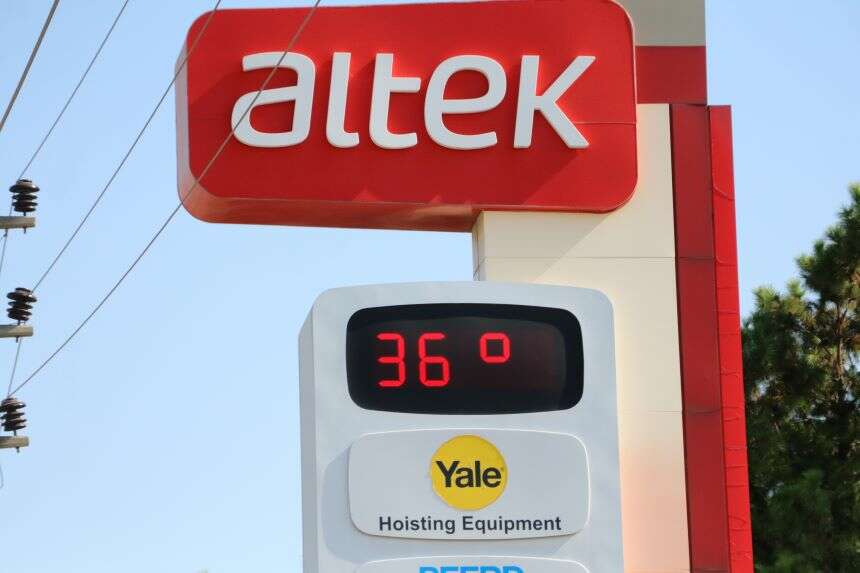 altek
36°
Yale
Hoisting Equipment